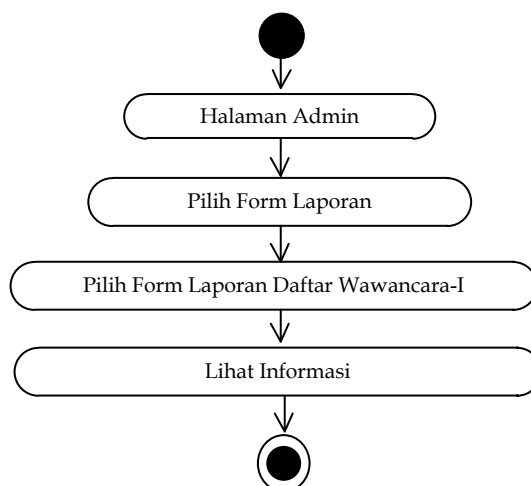 Halaman Admin
Pilih Form Laporan
Pilih Form Laporan Daftar Wawancara-I
Lihat Informasi